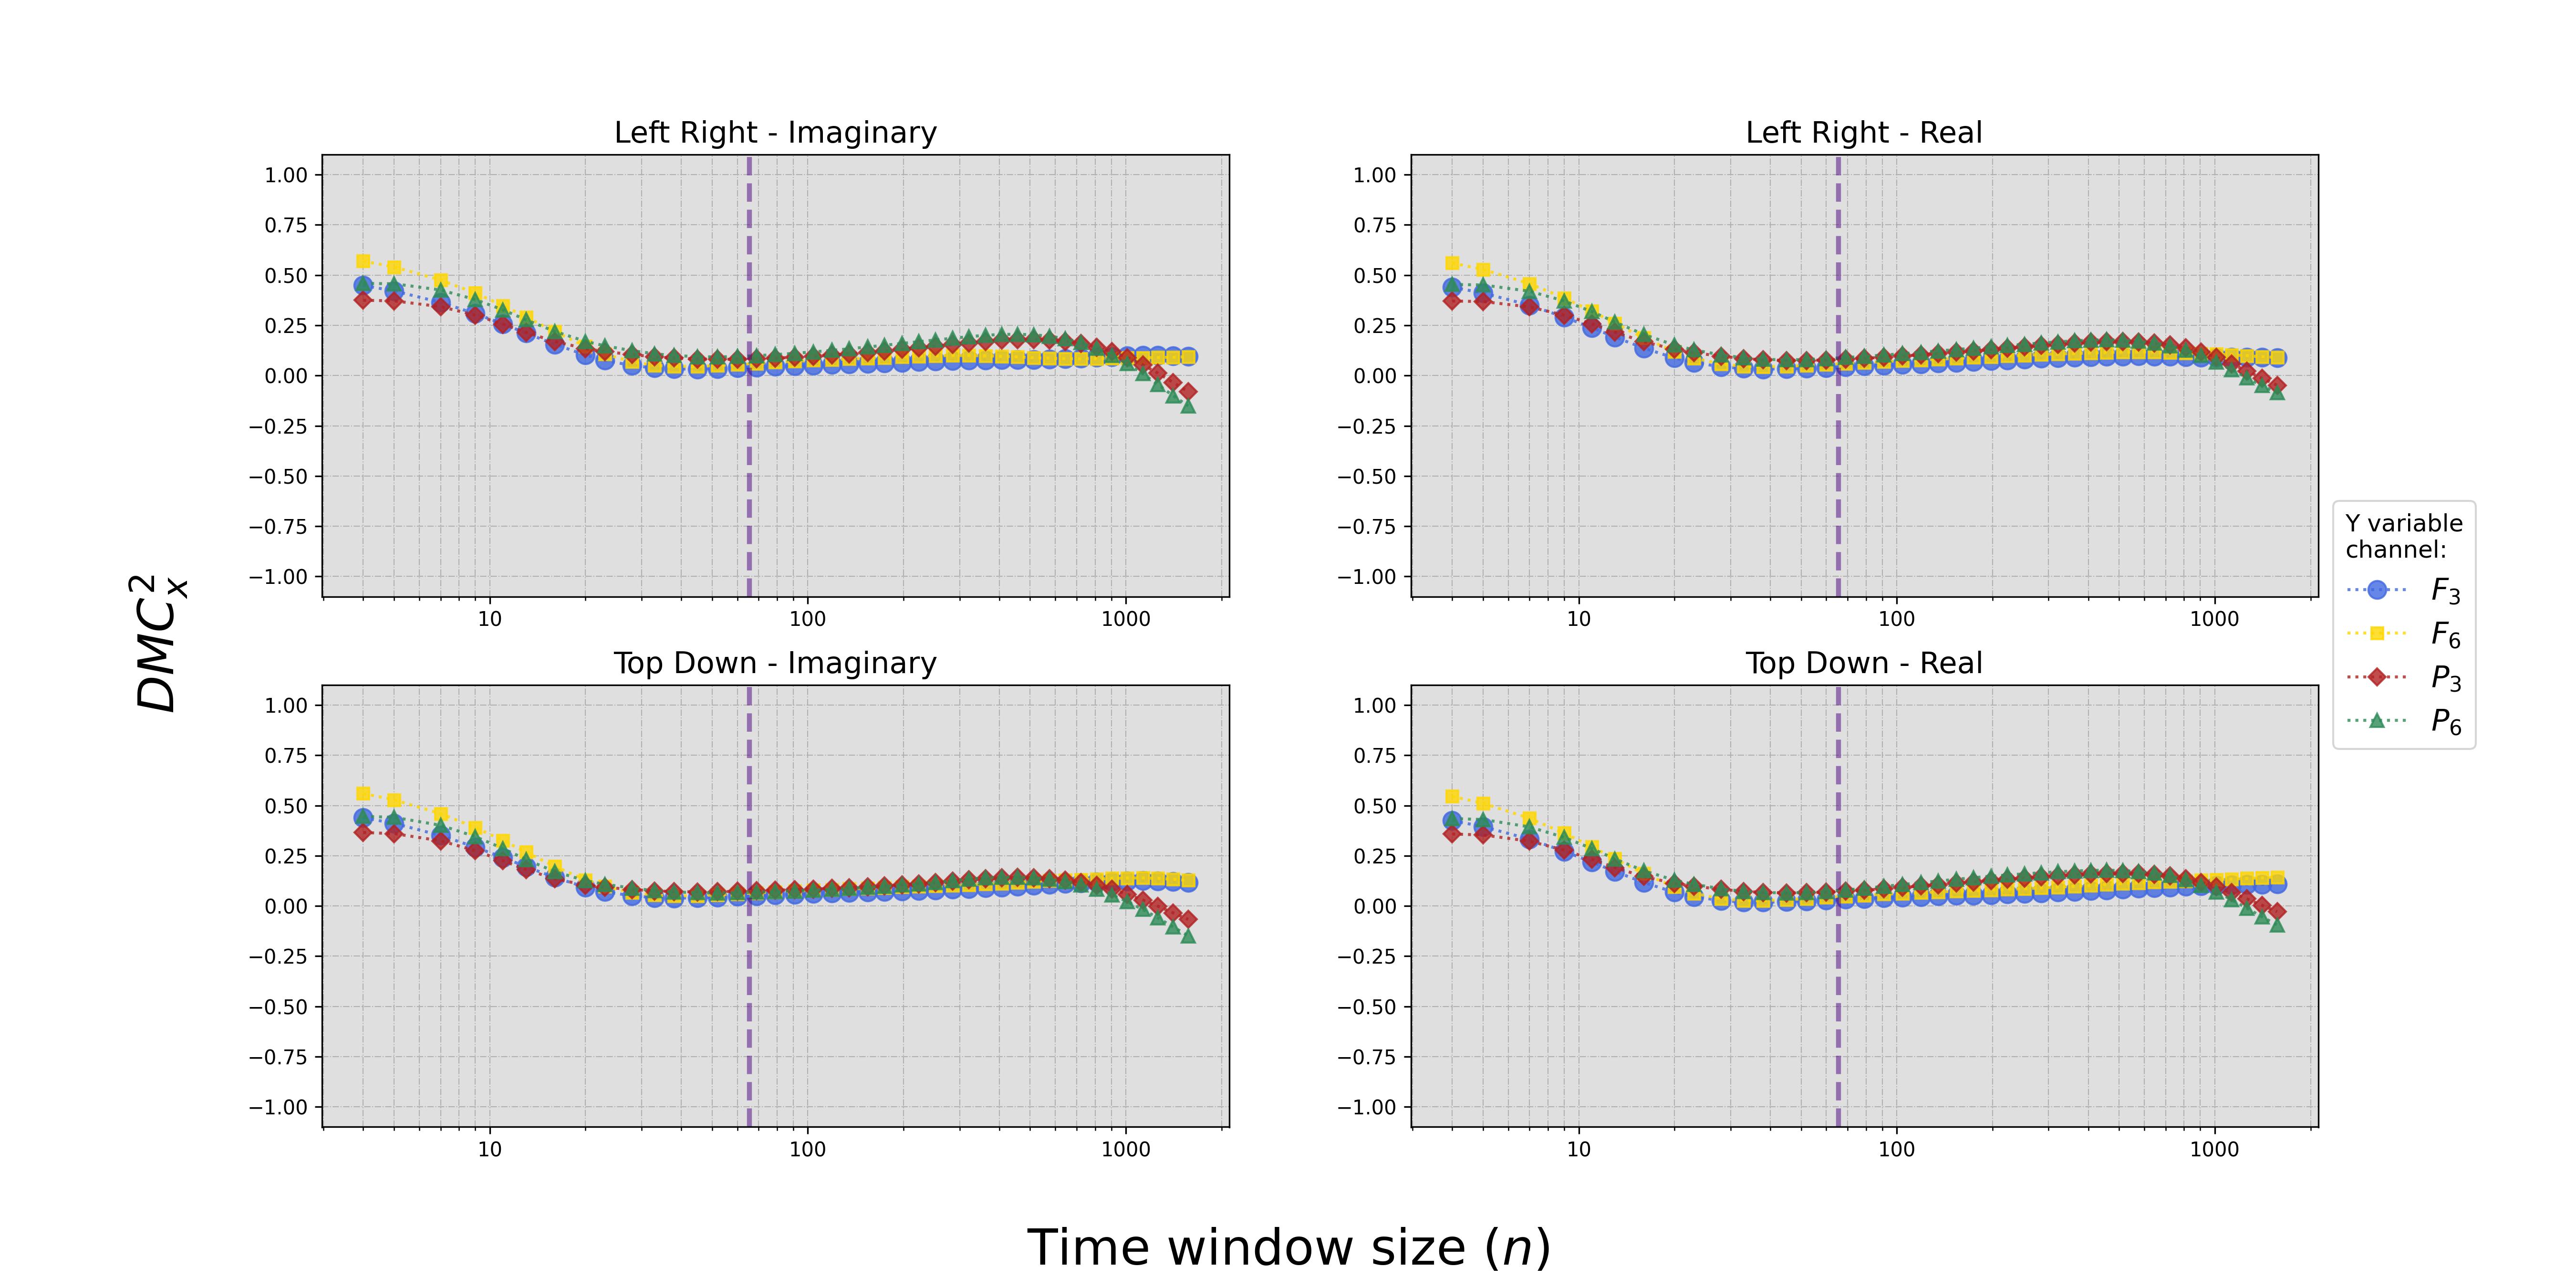 Left Right - Imaginary
1.00
0.75
0.50
0.25
0.00
−0.25
−0.50
−0.75
−1.00
10 100 1000
Left Right - Real
1.00
0.75
0.50
0.25
0.00
−0.25
−0.50
−0.75
−1.00
10 100 1000
Top Down - Imaginary
1.00
0.75
0.50
0.25
0.00
−0.25
−0.50
−0.75
−1.00
10 100 1000
Top Down - Real
1.00
0.75
0.50
0.25
0.00
−0.25
−0.50
−0.75
−1.00
10 100 1000
Y variable
channel:
F3
F6
P3
P6
DMC²ₓ
Time window size (n)